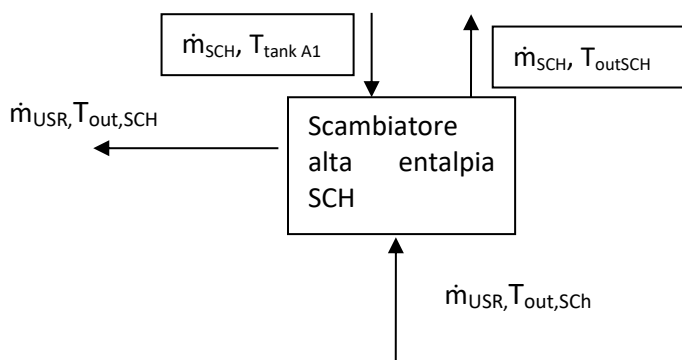 ṁSCH, Ttank A1
ṁSCH, ToutSCH
ṁUSR,Tout,SCH
Scambiatore
alta entalpia
SCH
ṁUSR,Tout,SCh